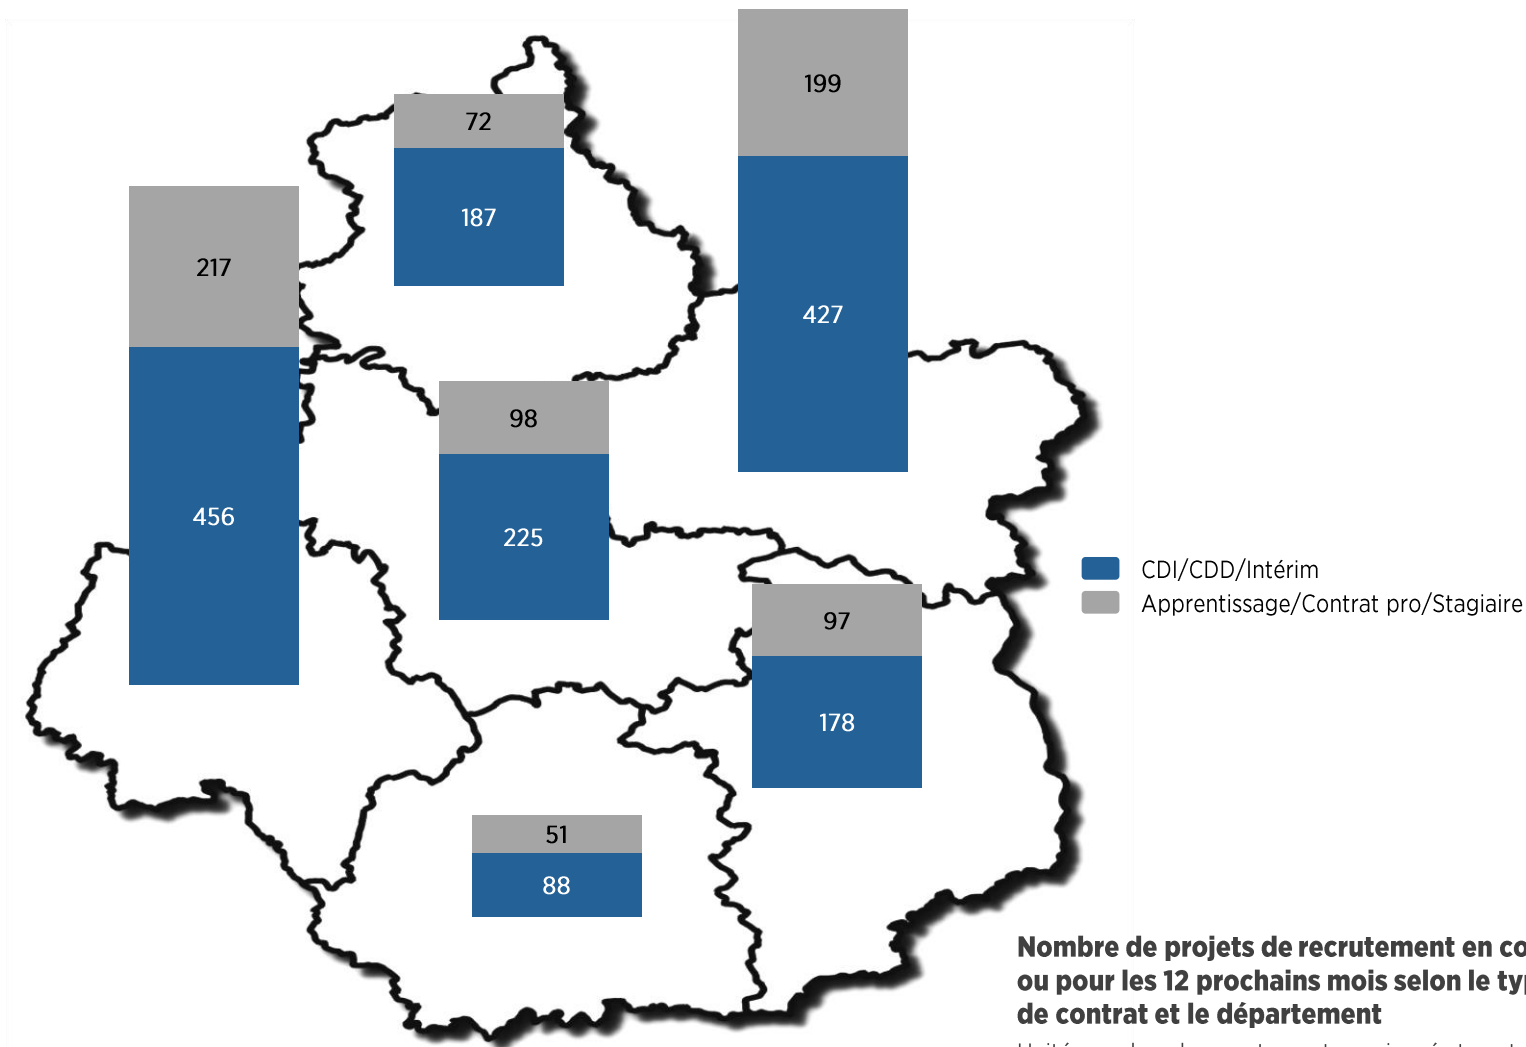 199
72
187
217
427
98
456
225
CDI/CDD/Intérim
Apprentissage/Contrat pro/Stagiaire
97
178
51
88
Nombre de projets de recrutement en
ou pour les 12 prochains mois selon le
de contrat et le département